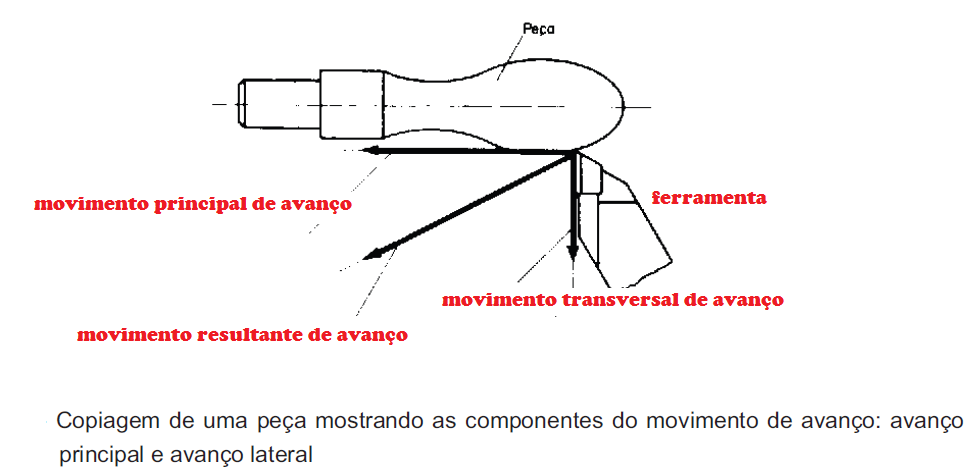 Peça
movimento principal de avanço
ferramenta
movimento transversal de avanço
movimento resultante de avanço
Copiagem de uma peça mostrando as componentes do movimento de avanço: avanço
principal e avanço lateral